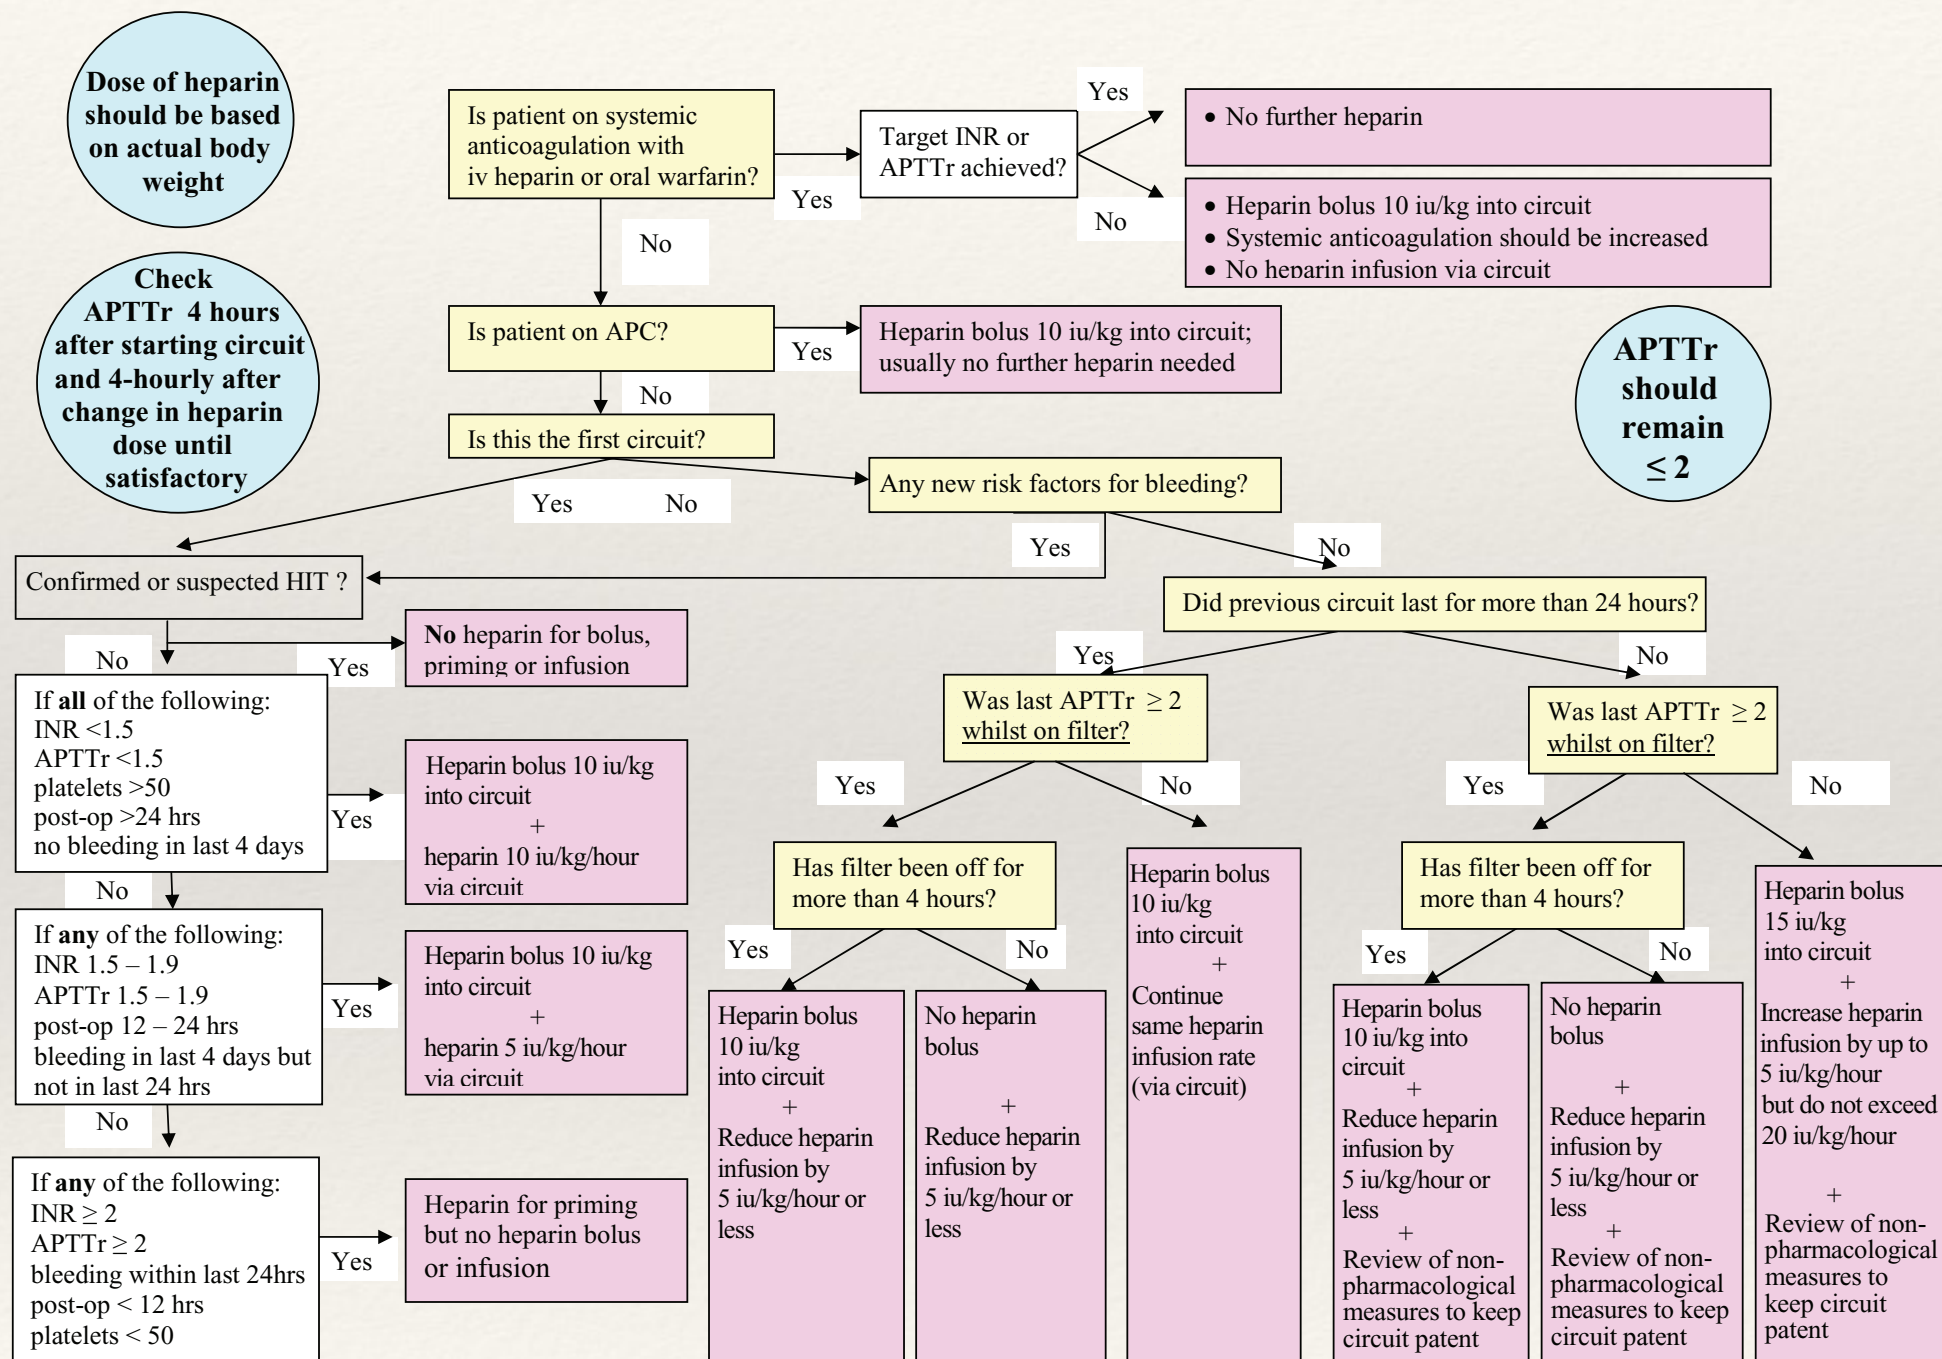 Dose of heparin
should be based
on actual body
weight
Check
APTTr 4 hours
after starting circuit
and 4-hourly after
change in heparin
dose until
satisfactory
APTTr
should
remain
≤ 2
Is patient on systemic
anticoagulation with
iv heparin or oral warfarin?
Yes
No
Target INR or
APTTr achieved?
Yes
No
• No further heparin
• Heparin bolus 10 iu/kg into circuit
• Systemic anticoagulation should be increased
• No heparin infusion via circuit
Is patient on APC?
Yes
No
Heparin bolus 10 iu/kg into circuit;
usually no further heparin needed
Is this the first circuit?
Yes
No
Any new risk factors for bleeding?
Yes
No
Confirmed or suspected HIT ?
No
Yes
No heparin for bolus,
priming or infusion
If all of the following:
INR <1.5
APTTr <1.5
platelets >50
post-op >24 hrs
no bleeding in last 4 days
Yes
No
Heparin bolus 10 iu/kg
into circuit
+
heparin 10 iu/kg/hour
via circuit
If any of the following:
INR 1.5 – 1.9
APTTr 1.5 – 1.9
post-op 12 – 24 hrs
bleeding in last 4 days but
not in last 24 hrs
Yes
No
Heparin bolus 10 iu/kg
into circuit
+
heparin 5 iu/kg/hour
via circuit
If any of the following:
INR ≥ 2
APTTr ≥ 2
bleeding within last 24hrs
post-op < 12 hrs
platelets < 50
Yes
Heparin for priming
but no heparin bolus
or infusion
Did previous circuit last for more than 24 hours?
Yes
No
Was last APTTr ≥ 2
whilst on filter?
Yes
No
Has filter been off for
more than 4 hours?
Yes
No
Heparin bolus
10 iu/kg
into circuit
+
Reduce heparin
infusion by
5 iu/kg/hour or
less
No heparin
bolus
+
Reduce heparin
infusion by
5 iu/kg/hour or
less
Heparin bolus
10 iu/kg
into circuit
+
Continue
same heparin
infusion rate
(via circuit)
Was last APTTr ≥ 2
whilst on filter?
Yes
No
Has filter been off for
more than 4 hours?
Yes
No
Heparin bolus
10 iu/kg into
circuit
+
Reduce heparin
infusion by
5 iu/kg/hour or
less
+
Review of non-
pharmacological
measures to keep
circuit patent
No heparin
bolus
+
Reduce heparin
infusion by
5 iu/kg/hour or
less
+
Review of non-
pharmacological
measures to keep
circuit patent
Heparin bolus
15 iu/kg
into circuit
+
Increase heparin
infusion by up to
5 iu/kg/hour
but do not exceed
20 iu/kg/hour
+
Review of non-
pharmacological
measures to
keep circuit
patent